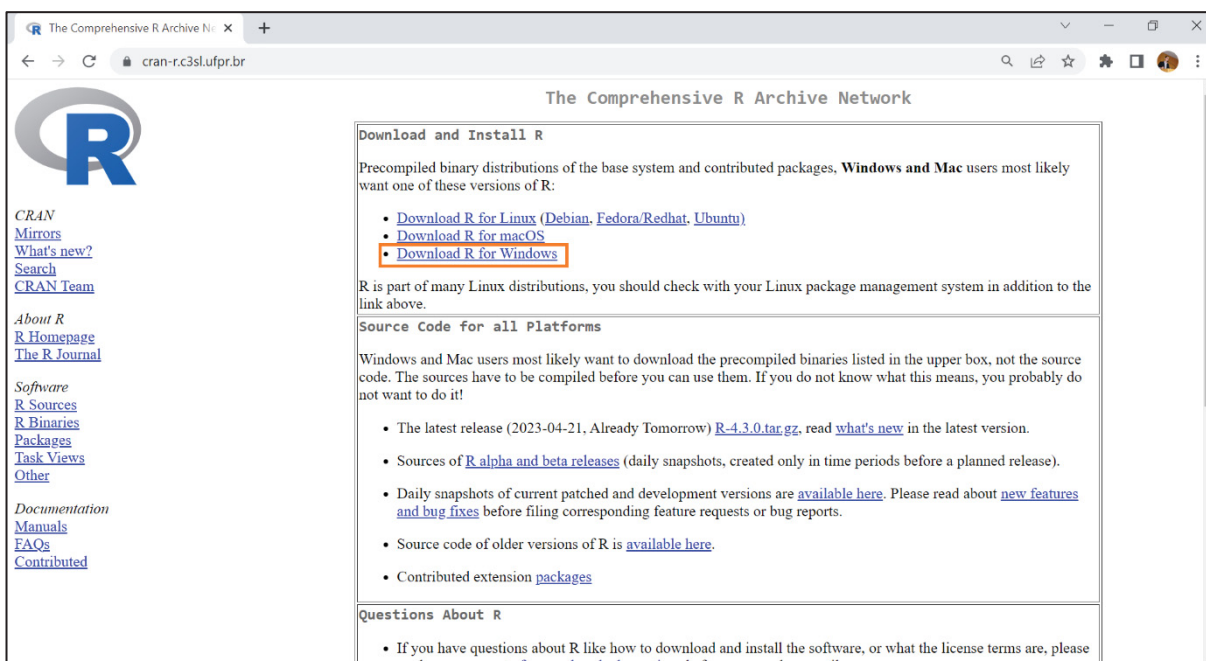 The Comprehensive R Archive Ne
cran-r.c3sl.ufpr.br
R
CRAN
Mirrors
What's new?
Search
CRAN Team
About R
R Homepage
The R Journal
Software
R Sources
R Binaries
Packages
Task Views
Other
Documentation
Manuals
FAQs
Contributed
The Comprehensive R Archive Network
Download and Install R
Precompiled binary distributions of the base system and contributed packages, Windows and Mac users most likely
want one of these versions of R:
• Download R for Linux (Debian, Fedora/Redhat, Ubuntu)
• Download R for macOS
• Download R for Windows
R is part of many Linux distributions, you should check with your Linux package management system in addition to the
link above.
Source Code for all Platforms
Windows and Mac users most likely want to download the precompiled binaries listed in the upper box, not the source
code. The sources have to be compiled before you can use them. If you do not know what this means, you probably do
not want to do it!
• The latest release (2023-04-21, Already Tomorrow) R-4.3.0.tar.gz, read what's new in the latest version.
• Sources of R alpha and beta releases (daily snapshots, created only in time periods before a planned release).
• Daily snapshots of current patched and development versions are available here. Please read about new features
and bug fixes before filing corresponding feature requests or bug reports.
• Source code of older versions of R is available here.
• Contributed extension packages
Questions About R
• If you have questions about R like how to download and install the software, or what the license terms are, please